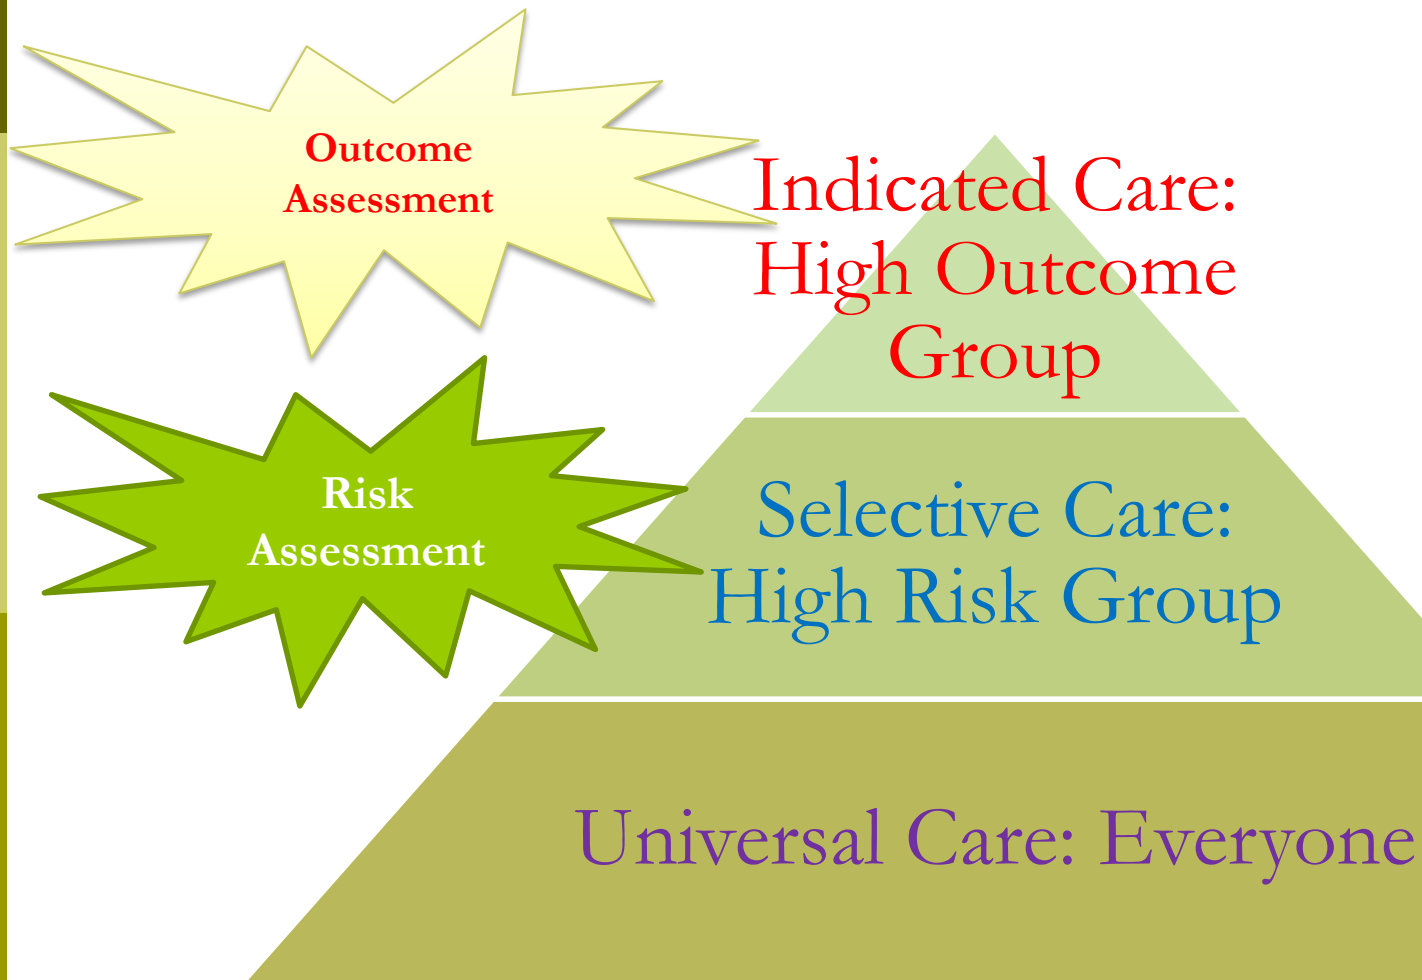 Outcome
Assessment
Indicated Care:
High Outcome
Group
Risk
Assessment
Selective Care:
High Risk Group
Universal Care: Everyone